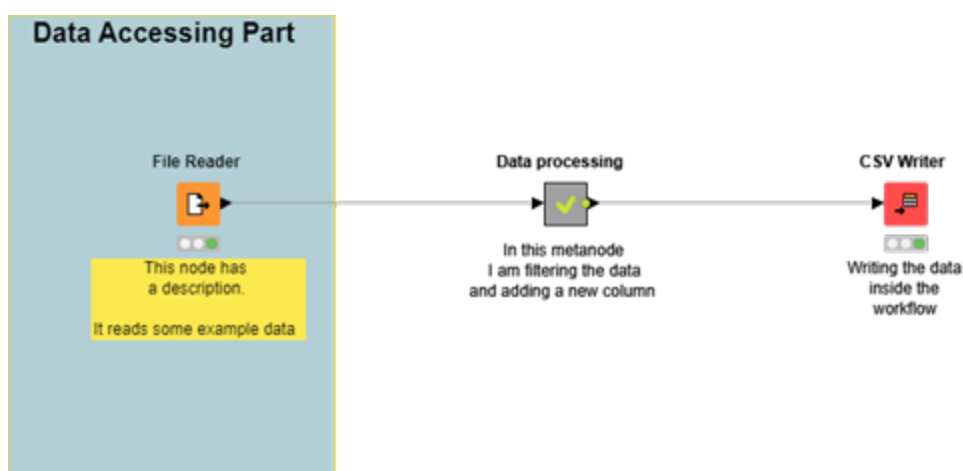 Data Accessing Part
File Reader
This node has
a description.
It reads some example data
Data processing
In this metanode
I am filtering the data
and adding a new column
CSV Writer
Writing the data
inside the
workflow